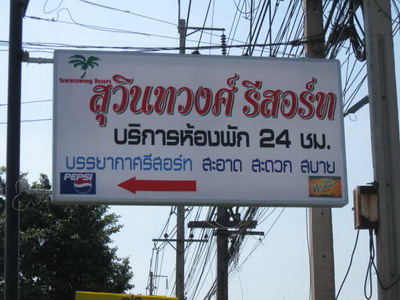 สุวินทวงศ์ รีสอร์ท
บริการห้องพัก 24 ชม.
บรรยากาศรีสอร์ท สะอาด สะดวก สบาย
PEPSI